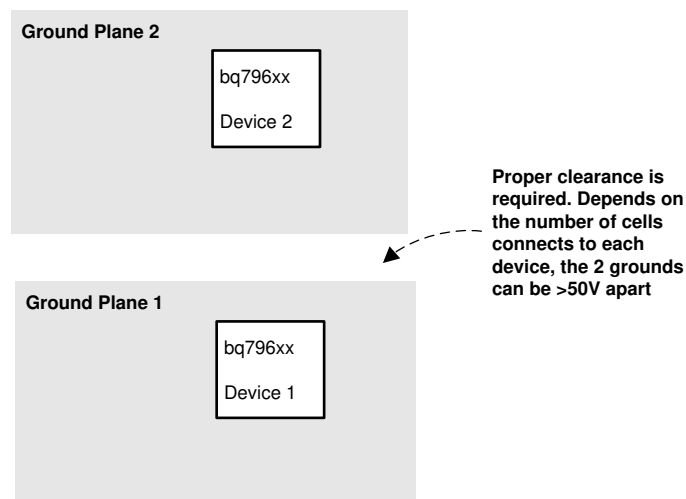 Ground Plane 2
bq796xx
Device 2
Proper clearance is
required. Depends on
the number of cells
connects to each
device, the 2 grounds
can be >50V apart
Ground Plane 1
bq796xx
Device 1